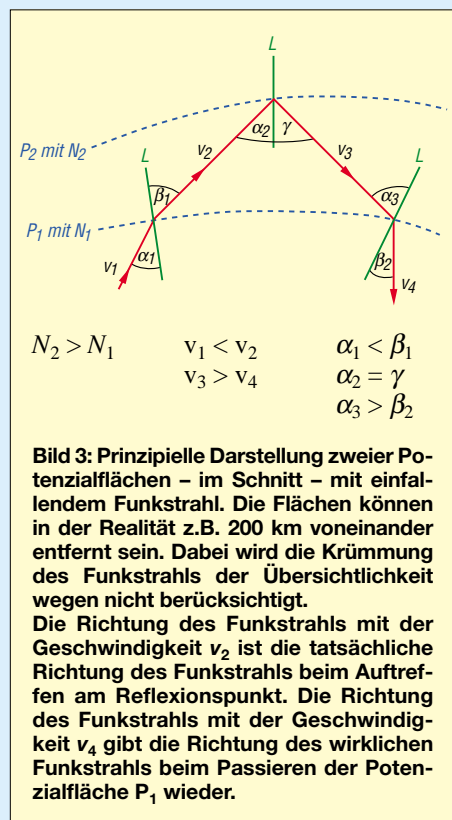 L
P₂ mit N₂
α₂ γ
v₂
v₃
L
L
β₁
α₃
P₁ mit N₁
α₁
β₂
v₁
v₄
N₂ > N₁ v₁ < v₂ α₁ < β₁
v₃ > v₄ α₂ = γ
α₃ > β₂
Bild 3: Prinzipielle Darstellung zweier Po-
tenzialflächen – im Schnitt – mit einfal-
lendem Funkstrahl. Die Flächen können
in der Realität z.B. 200 km voneinander
entfernt sein. Dabei wird die Krümmung
des Funkstrahls der Übersichtlichkeit
wegen nicht berücksichtigt.
Die Richtung des Funkstrahls mit der
Geschwindigkeit v₂ ist die tatsächliche
Richtung des Funkstrahls beim Auftref-
fen am Reflexionspunkt. Die Richtung
des Funkstrahls mit der Geschwindig-
keit v₄ gibt die Richtung des wirklichen
Funkstrahls beim Passieren der Poten-
zialfläche P₁ wieder.